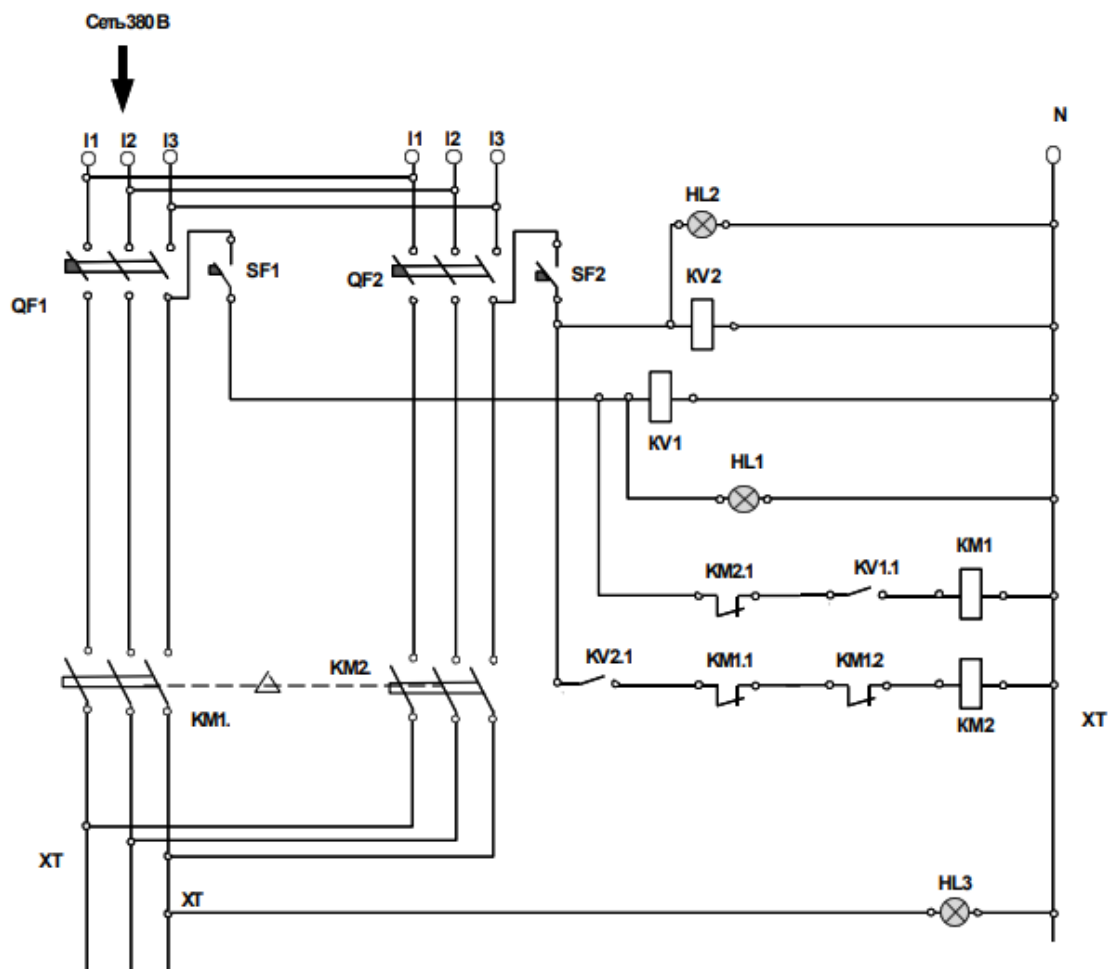 Сеть 380 В
I1 I2 I3 I1 I2 I3 N
HL2
SF1 QF2 SF2
KV2
QF1
KV1
HL1
KM2.1 KV1.1 KM1
KM2. KV2.1 KM1.1 KM1.2
KM1. KM2 XT
XT
HL3
XT